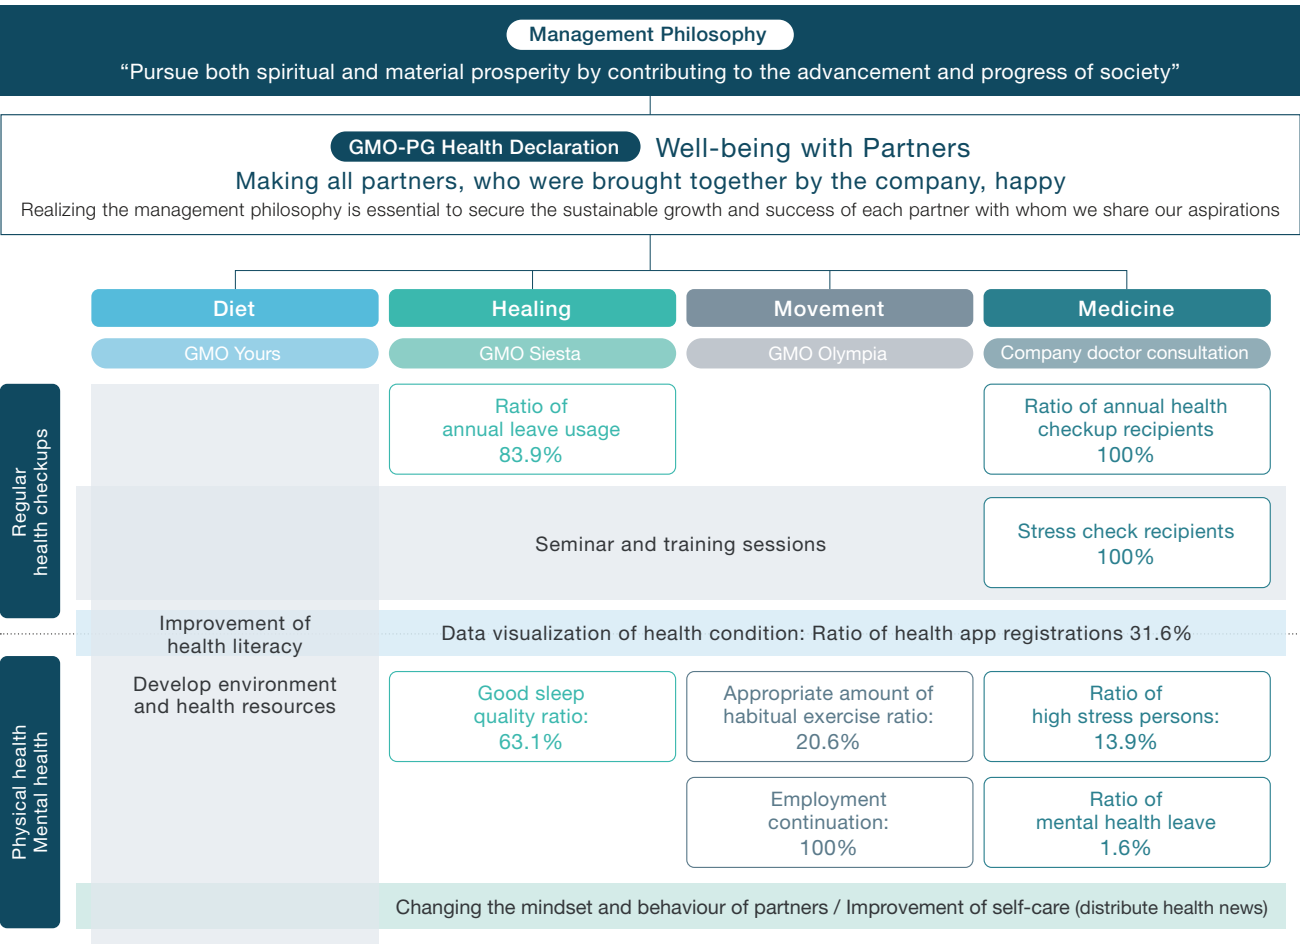 Management Philosophy
“Pursue both spiritual and material prosperity by contributing to the advancement and progress of society”
GMO-PG Health Declaration Well-being with Partners
Making all partners, who were brought together by the company, happy
Realizing the management philosophy is essential to secure the sustainable growth and success of each partner with whom we share our aspirations
Diet
Healing
Movement
Medicine
GMO Yours
GMO Siesta
GMO Olympia
Company doctor consultation
Regular
health checkups
Ratio of
annual leave usage
83.9%
Ratio of annual health
checkup recipients
100%
Seminar and training sessions
Stress check recipients
100%
Improvement of
health literacy
Data visualization of health condition: Ratio of health app registrations 31.6%
Physical health
Mental health
Develop environment
and health resources
Good sleep
quality ratio:
63.1%
Appropriate amount of
habitual exercise ratio:
20.6%
Ratio of
high stress persons:
13.9%
Employment
continuation:
100%
Ratio of
mental health leave
1.6%
Changing the mindset and behaviour of partners / Improvement of self-care (distribute health news)